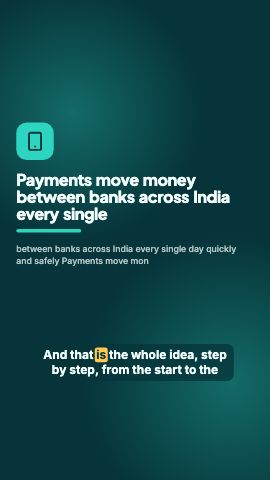 Payments move money
between banks across India
every single
between banks across India every single day quickly
and safely Payments move mon
And that is the whole idea, step
by step, from the start to the